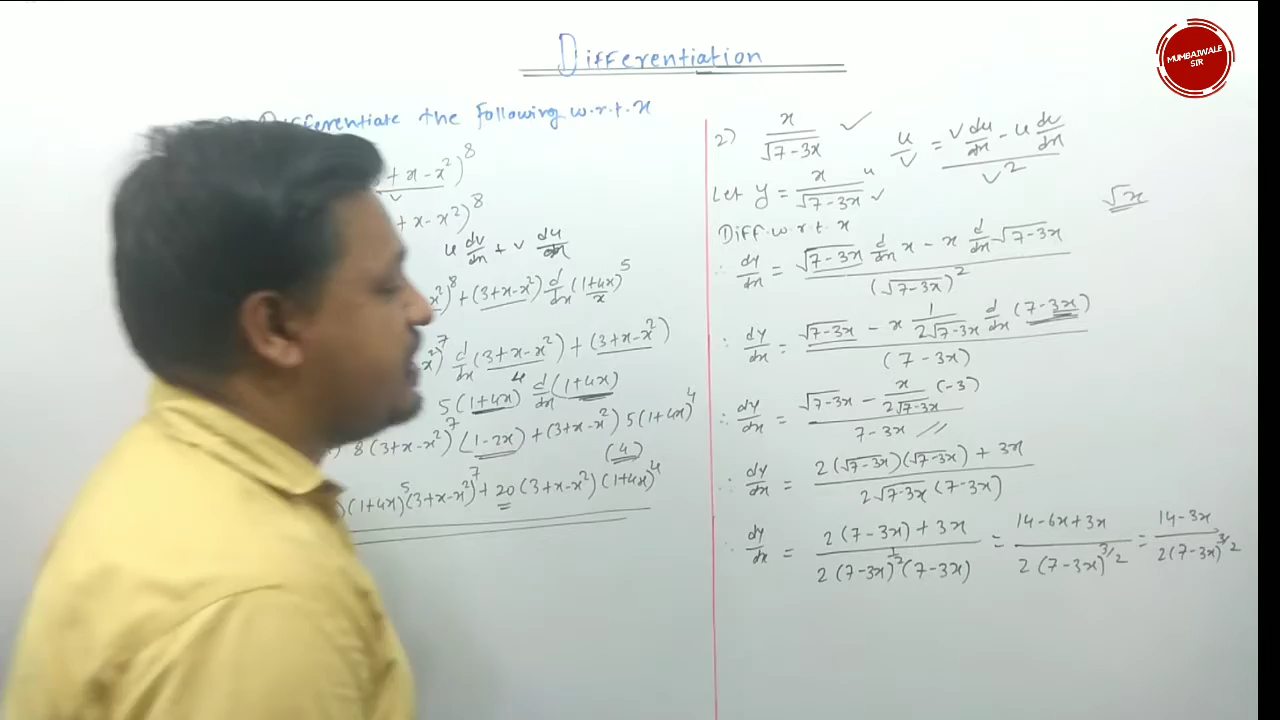 Differentiation
MUMBAIWALE
SIR
Differentiate the following w.r.t. x
+ x - x²)⁸
+ x - x²)⁸
u dv/dx + v du/dx
x²)⁸ + (3+x-x²) d/dx (1+4x)⁵
x²)⁷ d/dx (3+x-x²) + (3+x-x²)
5(1+4x)⁴ d/dx (1+4x)
8(3+x-x²)⁷ (1-2x) + (3+x-x²) 5(1+4x)⁴
(4)
(1+4x)⁵ (3+x-x²)⁷ + 20(3+x-x²)(1+4x)⁴
2) x/√7-3x ✓ u/v = (v du/dx - u dv/dx)/v²
Let y = x/√7-3x u ✓
√x
Diff. w.r.t. x
∴ dy/dx = (√7-3x d/dx x - x d/dx √7-3x)/(√7-3x)²
∴ dy/dx = (√7-3x - x 1/2√7-3x d/dx (7-3x))/(7-3x)
∴ dy/dx = (√7-3x - x/2√7-3x (-3))/7-3x //
∴ dy/dx = (2(√7-3x)(√7-3x) + 3x)/2√7-3x (7-3x)
∴ dy/dx = (2(7-3x)+3x)/2(7-3x)^1/2 (7-3x) = (14-6x+3x)/2(7-3x)^3/2 = (14-3x)/2(7-3x)^3/2